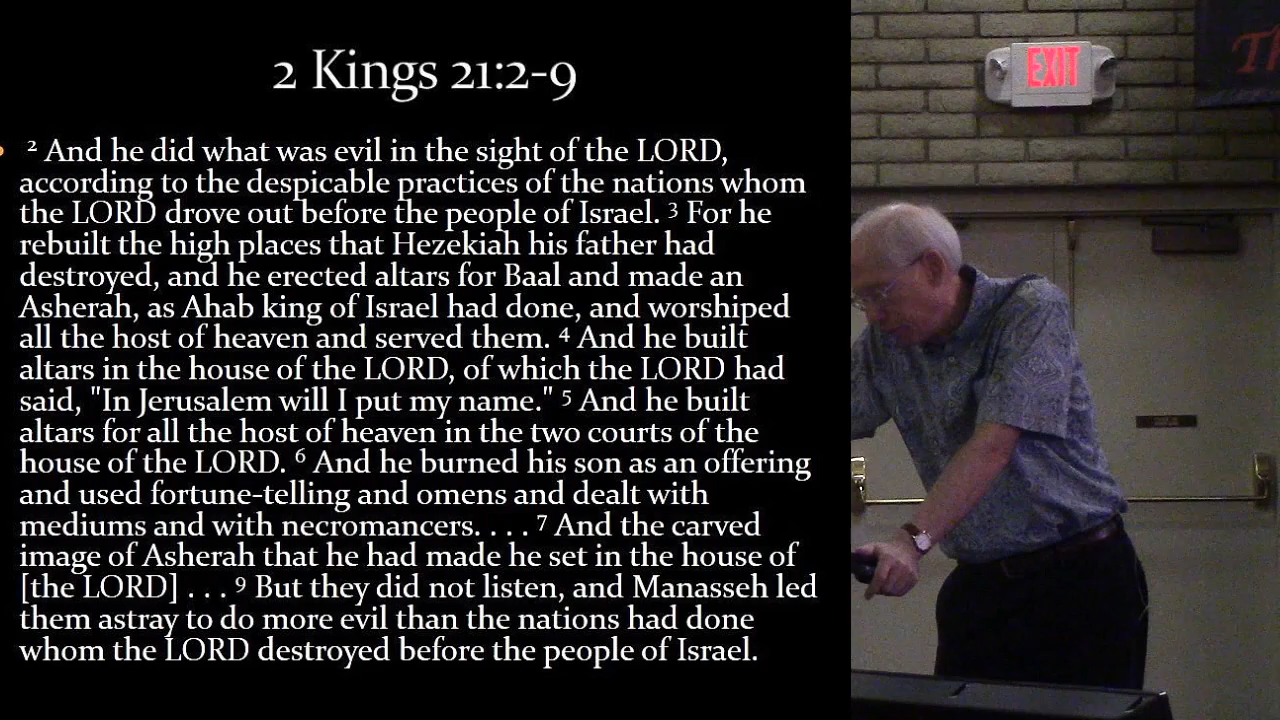 2 Kings 21:2-9
² And he did what was evil in the sight of the LORD,
according to the despicable practices of the nations whom
the LORD drove out before the people of Israel. ³ For he
rebuilt the high places that Hezekiah his father had
destroyed, and he erected altars for Baal and made an
Asherah, as Ahab king of Israel had done, and worshiped
all the host of heaven and served them. ⁴ And he built
altars in the house of the LORD, of which the LORD had
said, "In Jerusalem will I put my name." ⁵ And he built
altars for all the host of heaven in the two courts of the
house of the LORD. ⁶ And he burned his son as an offering
and used fortune-telling and omens and dealt with
mediums and with necromancers. . . . ⁷ And the carved
image of Asherah that he had made he set in the house of
[the LORD] . . . ⁹ But they did not listen, and Manasseh led
them astray to do more evil than the nations had done
whom the LORD destroyed before the people of Israel.
EXIT